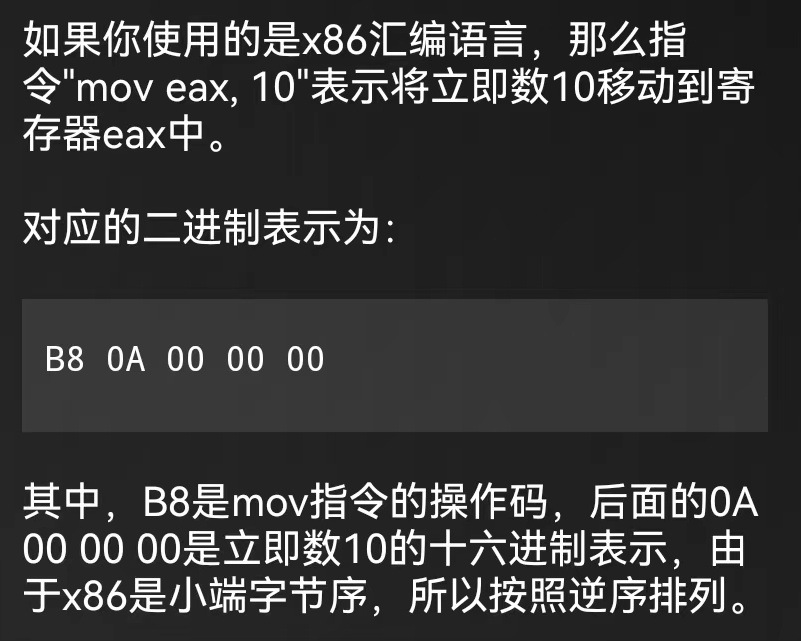 如果你使用的是x86汇编语言，那么指
令"mov eax, 10"表示将立即数10移动到寄
存器eax中。
对应的二进制表示为：
B8 0A 00 00 00
其中，B8是mov指令的操作码，后面的0A
00 00 00是立即数10的十六进制表示，由
于x86是小端字节序，所以按照逆序排列。